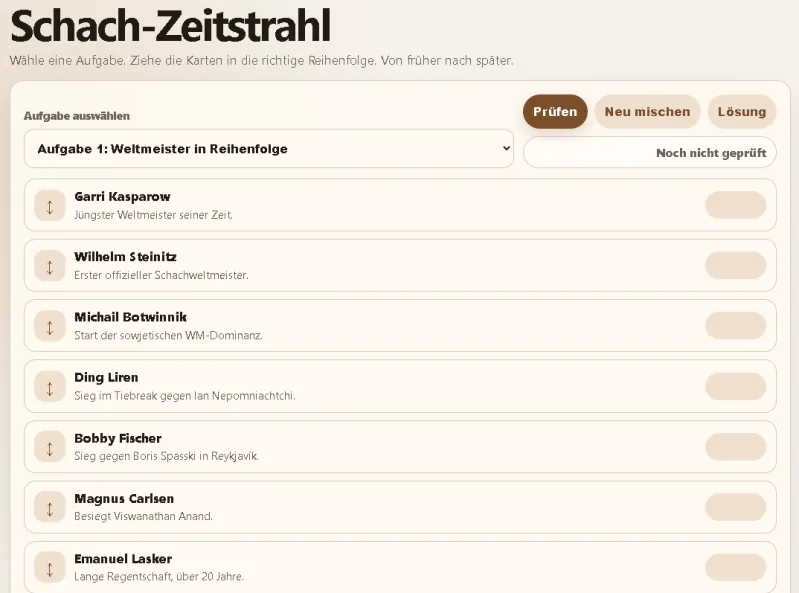 Schach-Zeitstrahl
Wähle eine Aufgabe. Ziehe die Karten in die richtige Reihenfolge. Von früher nach später.
Aufgabe auswählen
Prüfen
Neu mischen
Lösung
Aufgabe 1: Weltmeister in Reihenfolge
Noch nicht geprüft
Garri Kasparow
Jüngster Weltmeister seiner Zeit.
Wilhelm Steinitz
Erster offizieller Schachweltmeister.
Michail Botwinnik
Start der sowjetischen WM-Dominanz.
Ding Liren
Sieg im Tiebreak gegen Ian Nepomniachtchi.
Bobby Fischer
Sieg gegen Boris Spasski in Reykjavík.
Magnus Carlsen
Besiegt Viswanathan Anand.
Emanuel Lasker
Lange Regentschaft, über 20 Jahre.